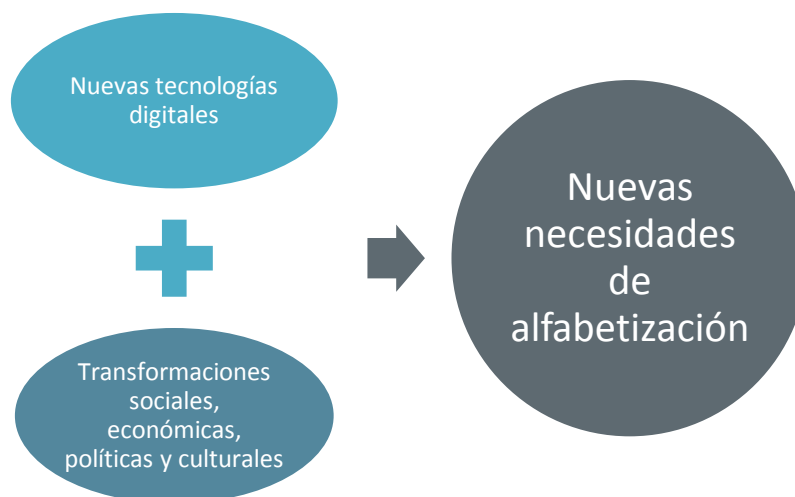 Nuevas tecnologías
digitales
Transformaciones
sociales,
económicas,
políticas y culturales
Nuevas
necesidades
de
alfabetización